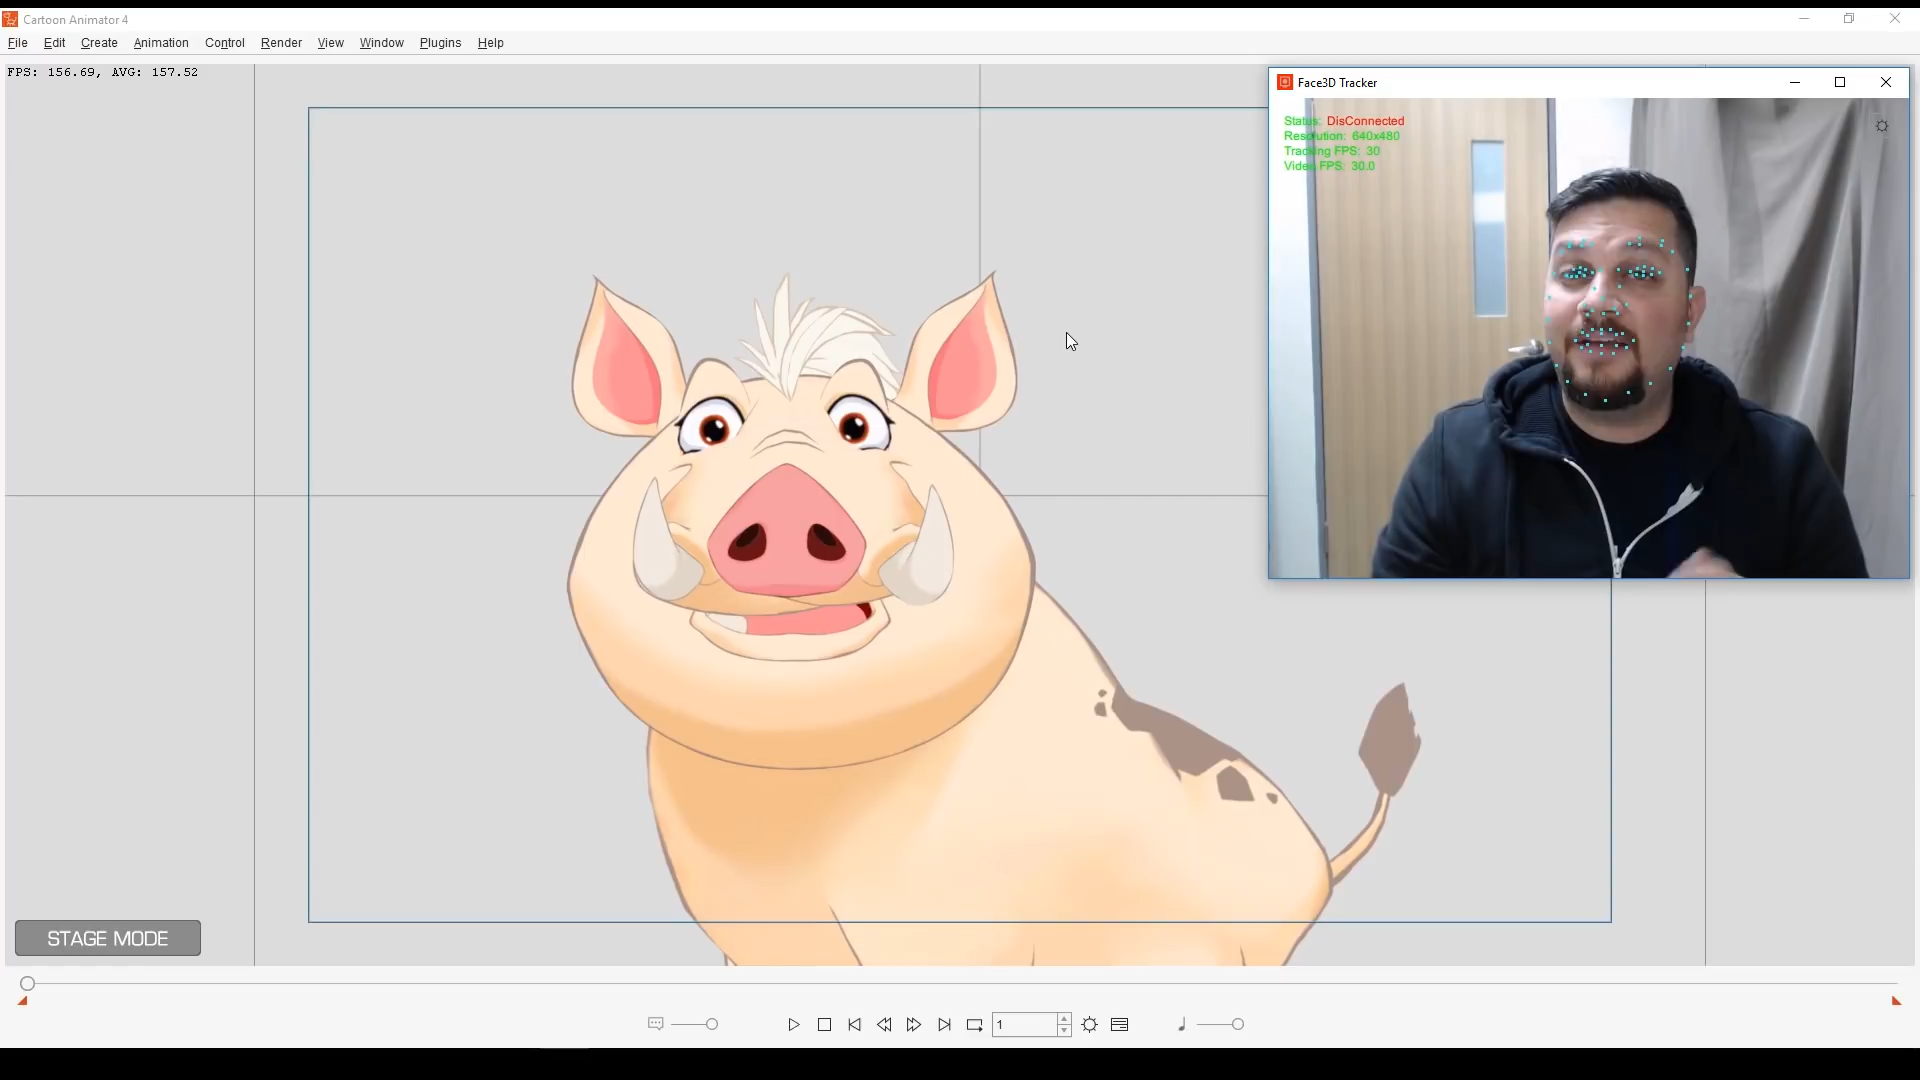 Cartoon Animator 4
File Edit Create Animation Control Render View Window Plugins Help
FPS: 156.69, AVG: 157.52
Face3D Tracker
Status: DisConnected
Resolution: 640x480
Tracking FPS: 30
Video FPS: 30.0
STAGE MODE
1